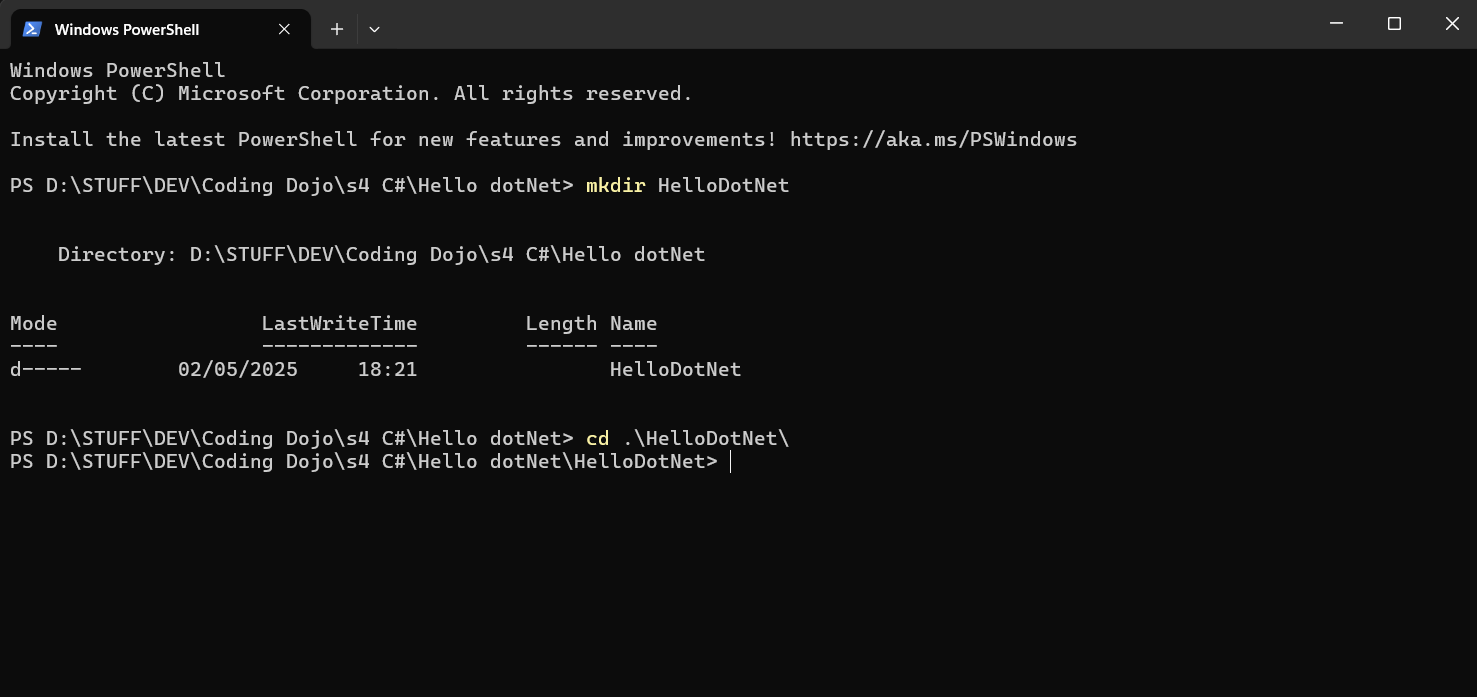 Windows PowerShell
Windows PowerShell
Copyright (C) Microsoft Corporation. All rights reserved.
Install the latest PowerShell for new features and improvements! https://aka.ms/PSWindows
PS D:\STUFF\DEV\Coding Dojo\s4 C#\Hello dotNet> mkdir HelloDotNet
    Directory: D:\STUFF\DEV\Coding Dojo\s4 C#\Hello dotNet
Mode                 LastWriteTime         Length Name
----                 -------------         ------ ----
d-----        02/05/2025     18:21                HelloDotNet
PS D:\STUFF\DEV\Coding Dojo\s4 C#\Hello dotNet> cd .\HelloDotNet\
PS D:\STUFF\DEV\Coding Dojo\s4 C#\Hello dotNet\HelloDotNet>